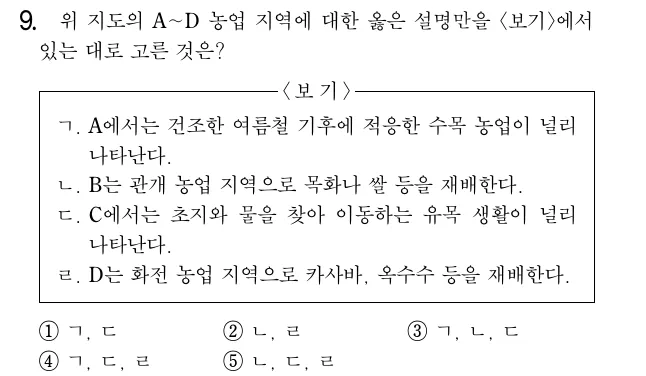 9. 위 지도의 A~D 농업 지역에 대한 옳은 설명만을 〈보기〉에서
있는 대로 고른 것은?
〈보 기〉
ㄱ. A에서는 건조한 여름철 기후에 적응한 수목 농업이 널리
나타난다.
ㄴ. B는 관개 농업 지역으로 목화나 쌀 등을 재배한다.
ㄷ. C에서는 초지와 물을 찾아 이동하는 유목 생활이 널리
나타난다.
ㄹ. D는 화전 농업 지역으로 카사바, 옥수수 등을 재배한다.
① ㄱ, ㄷ ② ㄴ, ㄹ ③ ㄱ, ㄴ, ㄷ
④ ㄱ, ㄷ, ㄹ ⑤ ㄴ, ㄷ, ㄹ